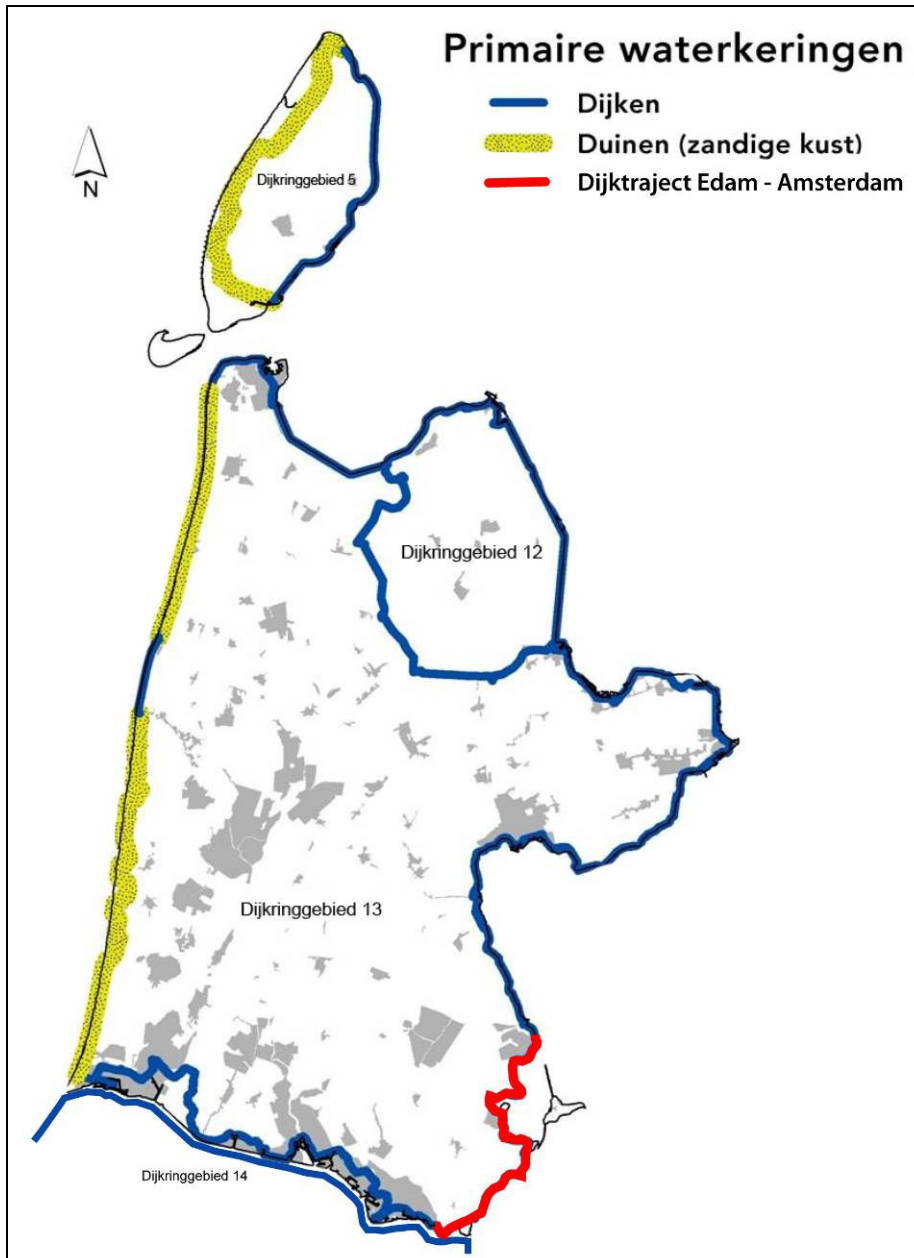 Primaire waterkeringen
Dijken
Duinen (zandige kust)
Dijktraject Edam - Amsterdam
N
Dijkringgebied 5
Dijkringgebied 12
Dijkringgebied 13
Dijkringgebied 14